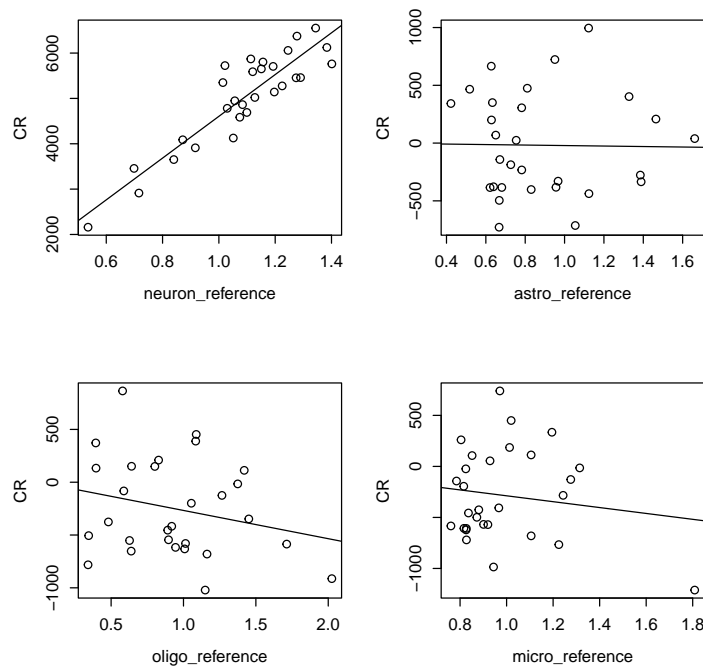 CR
6000
4000
2000
0.6 0.8 1.0 1.2 1.4
neuron_reference
CR
1000
500
0
−500
0.4 0.6 0.8 1.0 1.2 1.4 1.6
astro_reference
CR
500
0
−1000
0.5 1.0 1.5 2.0
oligo_reference
CR
500
0
−1000
0.8 1.0 1.2 1.4 1.6 1.8
micro_reference